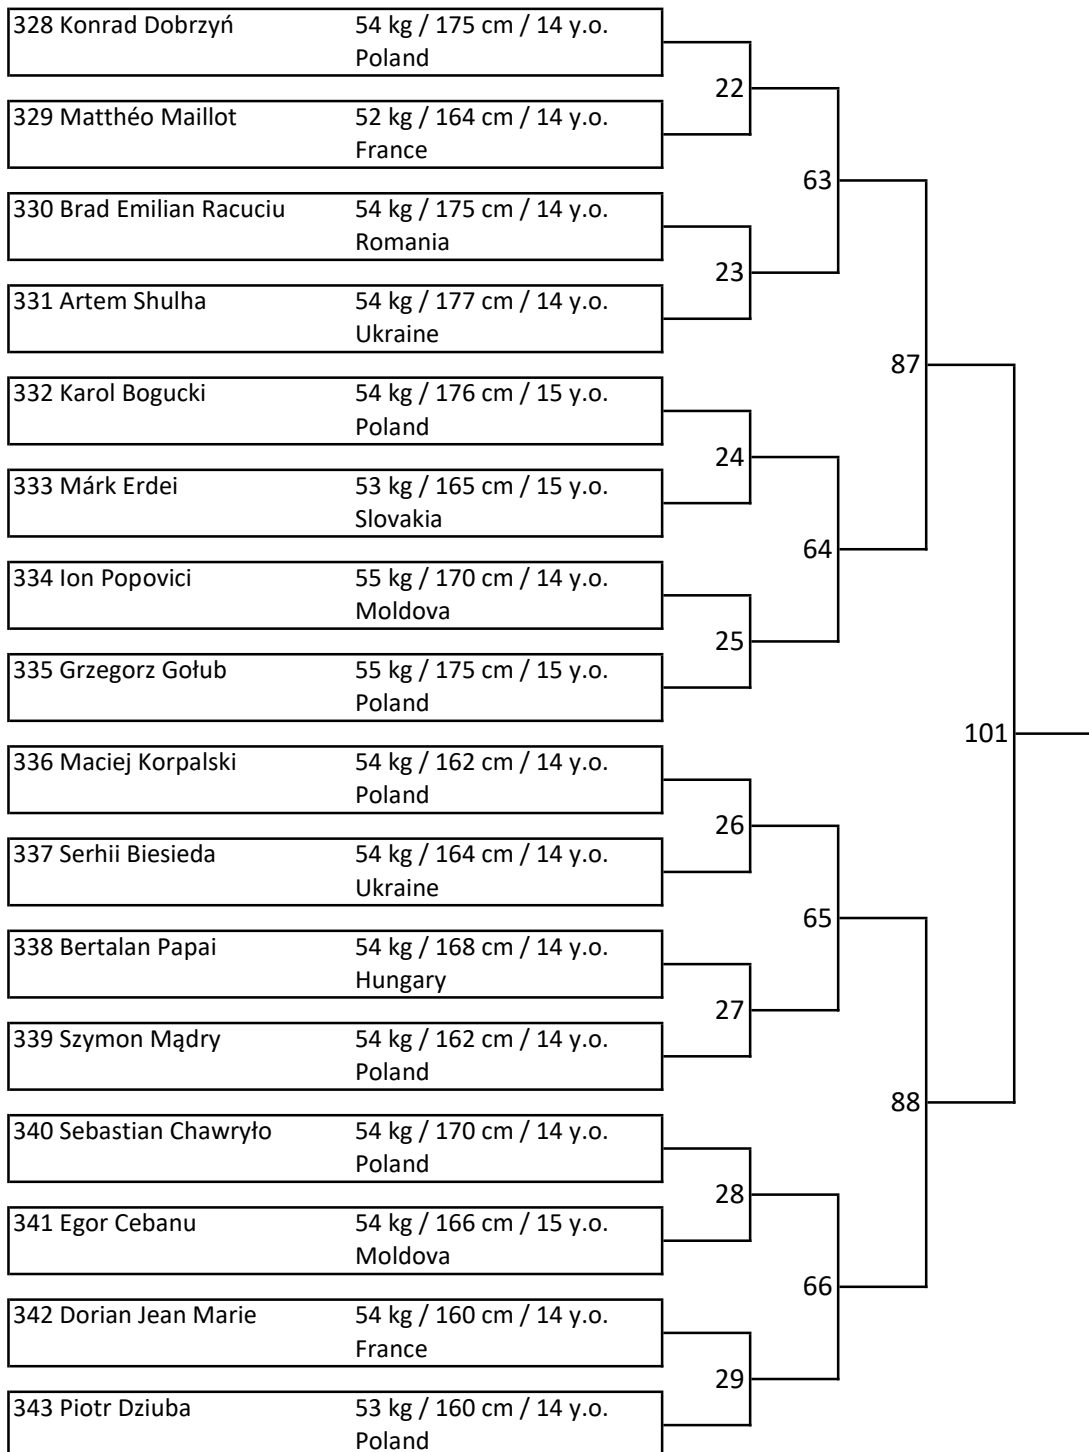 328 Konrad Dobrzyń 54 kg / 175 cm / 14 y.o.
Poland
22
329 Matthéo Maillot 52 kg / 164 cm / 14 y.o.
France
63
330 Brad Emilian Racuciu 54 kg / 175 cm / 14 y.o.
Romania
23
331 Artem Shulha 54 kg / 177 cm / 14 y.o.
Ukraine
87
332 Karol Bogucki 54 kg / 176 cm / 15 y.o.
Poland
24
333 Márk Erdei 53 kg / 165 cm / 15 y.o.
Slovakia
64
334 Ion Popovici 55 kg / 170 cm / 14 y.o.
Moldova
25
335 Grzegorz Gołub 55 kg / 175 cm / 15 y.o.
Poland
101
336 Maciej Korpalski 54 kg / 162 cm / 14 y.o.
Poland
26
337 Serhii Biesieda 54 kg / 164 cm / 14 y.o.
Ukraine
65
338 Bertalan Papai 54 kg / 168 cm / 14 y.o.
Hungary
27
339 Szymon Mądry 54 kg / 162 cm / 14 y.o.
Poland
88
340 Sebastian Chawryło 54 kg / 170 cm / 14 y.o.
Poland
28
341 Egor Cebanu 54 kg / 166 cm / 15 y.o.
Moldova
66
342 Dorian Jean Marie 54 kg / 160 cm / 14 y.o.
France
29
343 Piotr Dziuba 53 kg / 160 cm / 14 y.o.
Poland